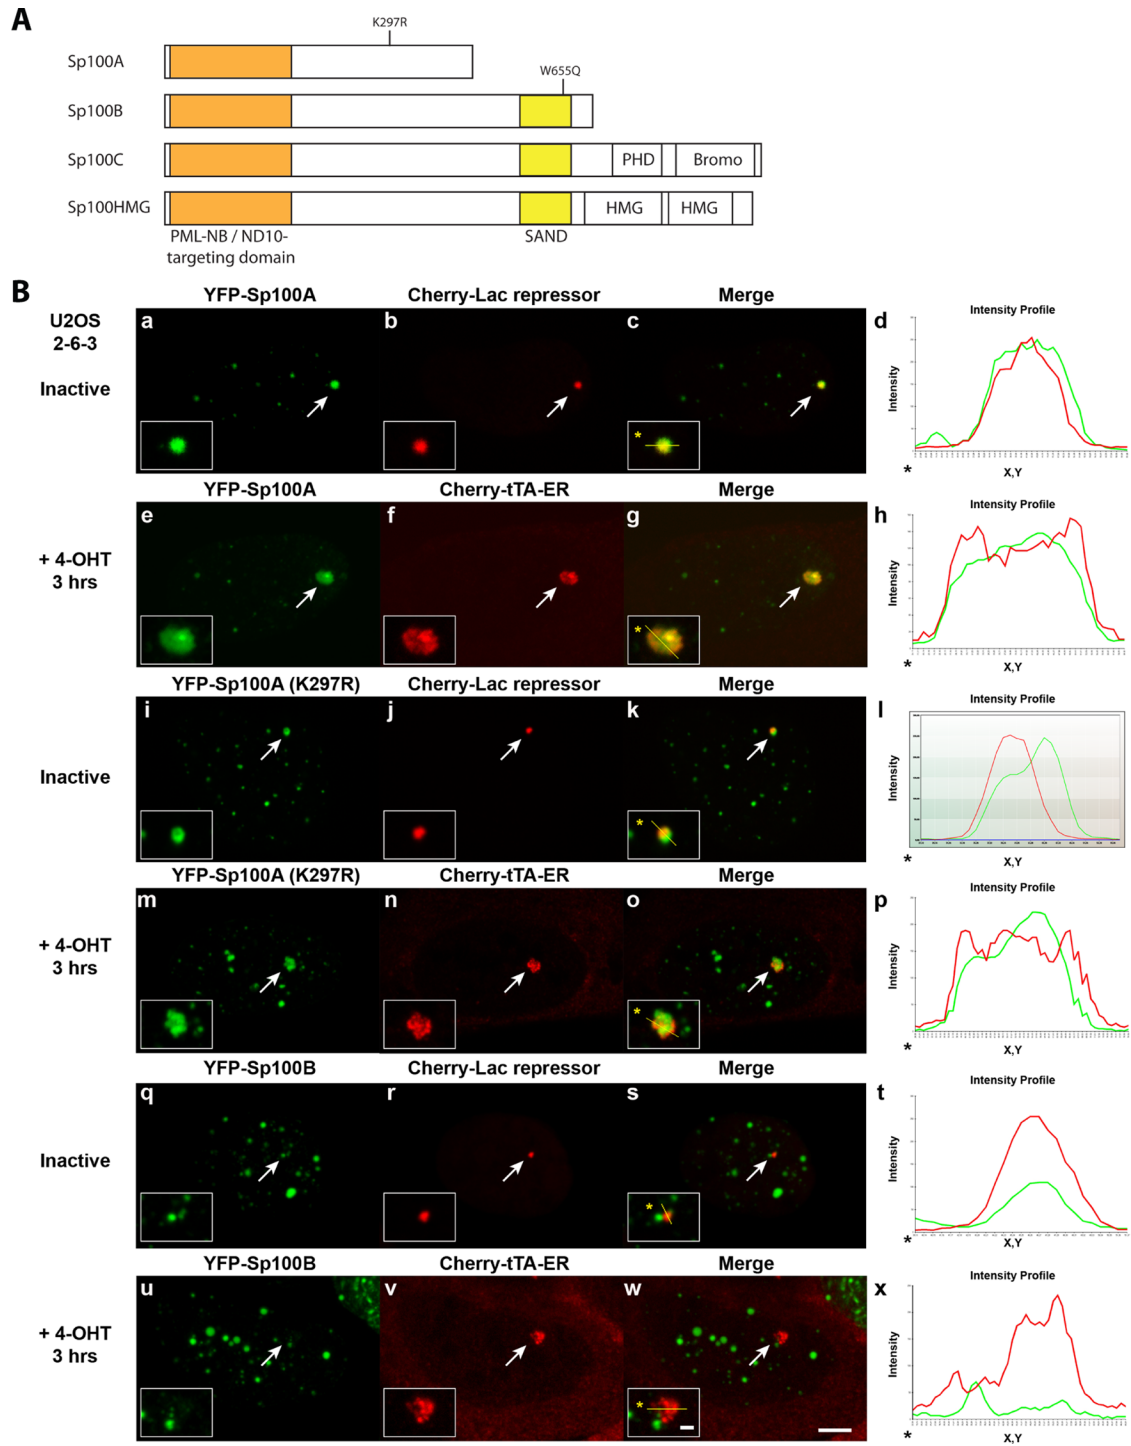 A
K297R
Sp100A
W655Q
Sp100B
Sp100C
PHD
Bromo
Sp100HMG
HMG
HMG
PML-NB / ND10-
targeting domain
SAND
B
YFP-Sp100A
Cherry-Lac repressor
Merge
U2OS
2-6-3
Inactive
a
b
c
*
d
Intensity Profile
Intensity
*
X,Y
YFP-Sp100A
Cherry-tTA-ER
Merge
+ 4-OHT
3 hrs
e
f
g
*
h
Intensity Profile
Intensity
*
X,Y
YFP-Sp100A (K297R)
Cherry-Lac repressor
Merge
Inactive
i
j
k
*
l
Intensity Profile
Intensity
*
X,Y
YFP-Sp100A (K297R)
Cherry-tTA-ER
Merge
+ 4-OHT
3 hrs
m
n
o
*
p
Intensity Profile
Intensity
*
X,Y
YFP-Sp100B
Cherry-Lac repressor
Merge
Inactive
q
r
s
*
t
Intensity Profile
Intensity
*
X,Y
YFP-Sp100B
Cherry-tTA-ER
Merge
+ 4-OHT
3 hrs
u
v
w
*
x
Intensity Profile
Intensity
*
X,Y